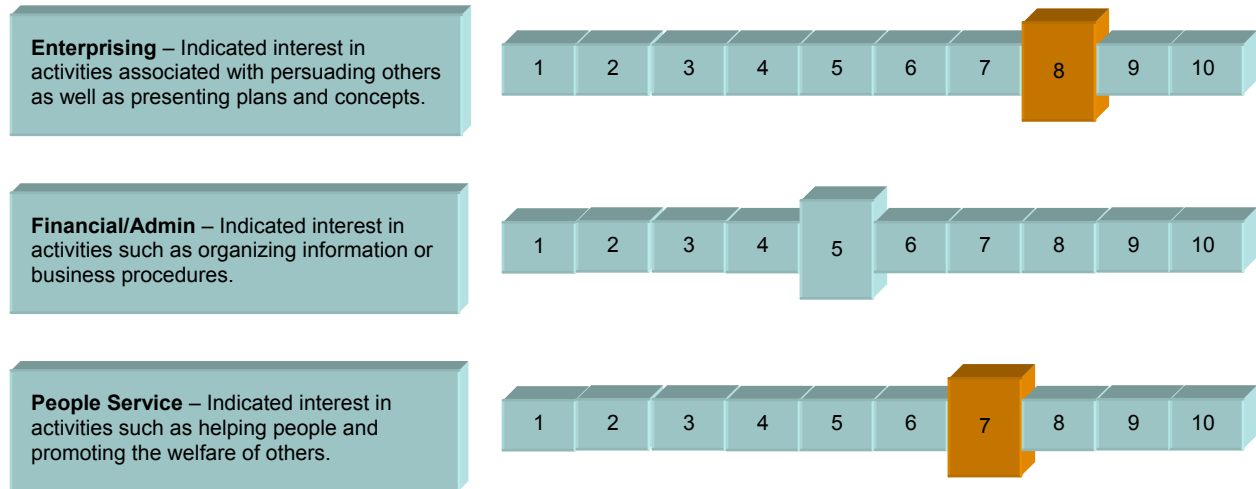 Enterprising – Indicated interest in
activities associated with persuading others
as well as presenting plans and concepts.
1 2 3 4 5 6 7 8 9 10
Financial/Admin – Indicated interest in
activities such as organizing information or
business procedures.
1 2 3 4 5 6 7 8 9 10
People Service – Indicated interest in
activities such as helping people and
promoting the welfare of others.
1 2 3 4 5 6 7 8 9 10